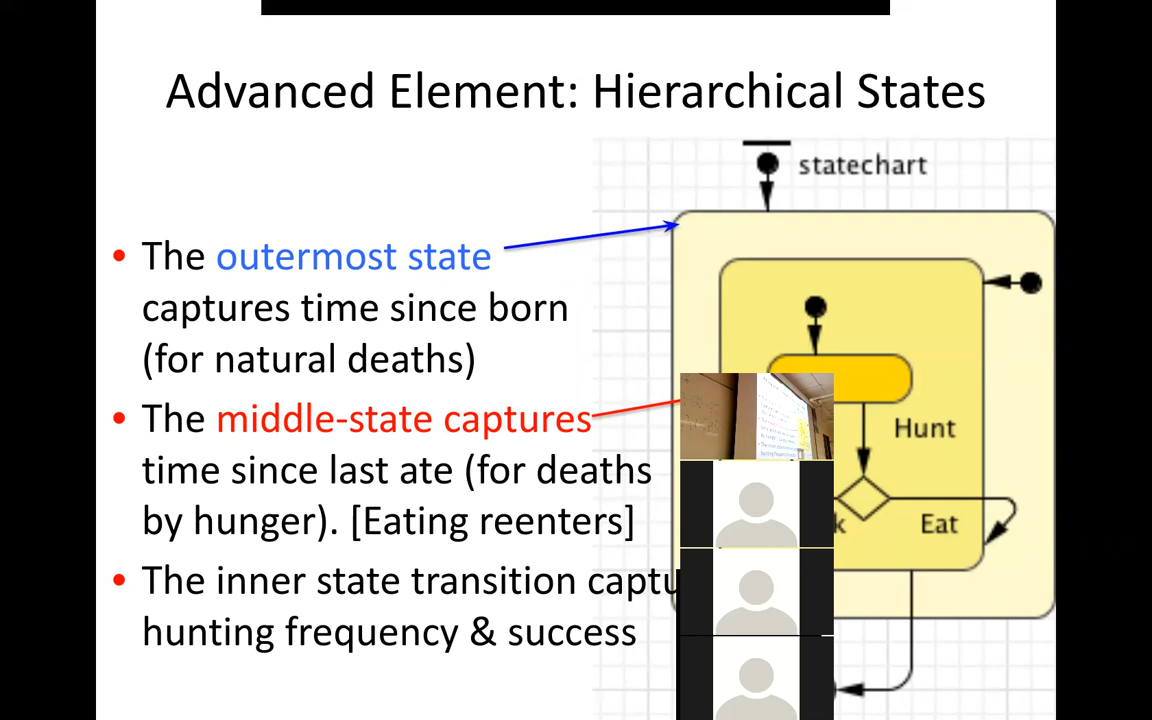 Advanced Element: Hierarchical States
statechart
• The outermost state
captures time since born
(for natural deaths)
• The middle-state captures
time since last ate (for deaths
by hunger). [Eating reenters]
• The inner state transition captu
hunting frequency & success
Hunt
k
Eat